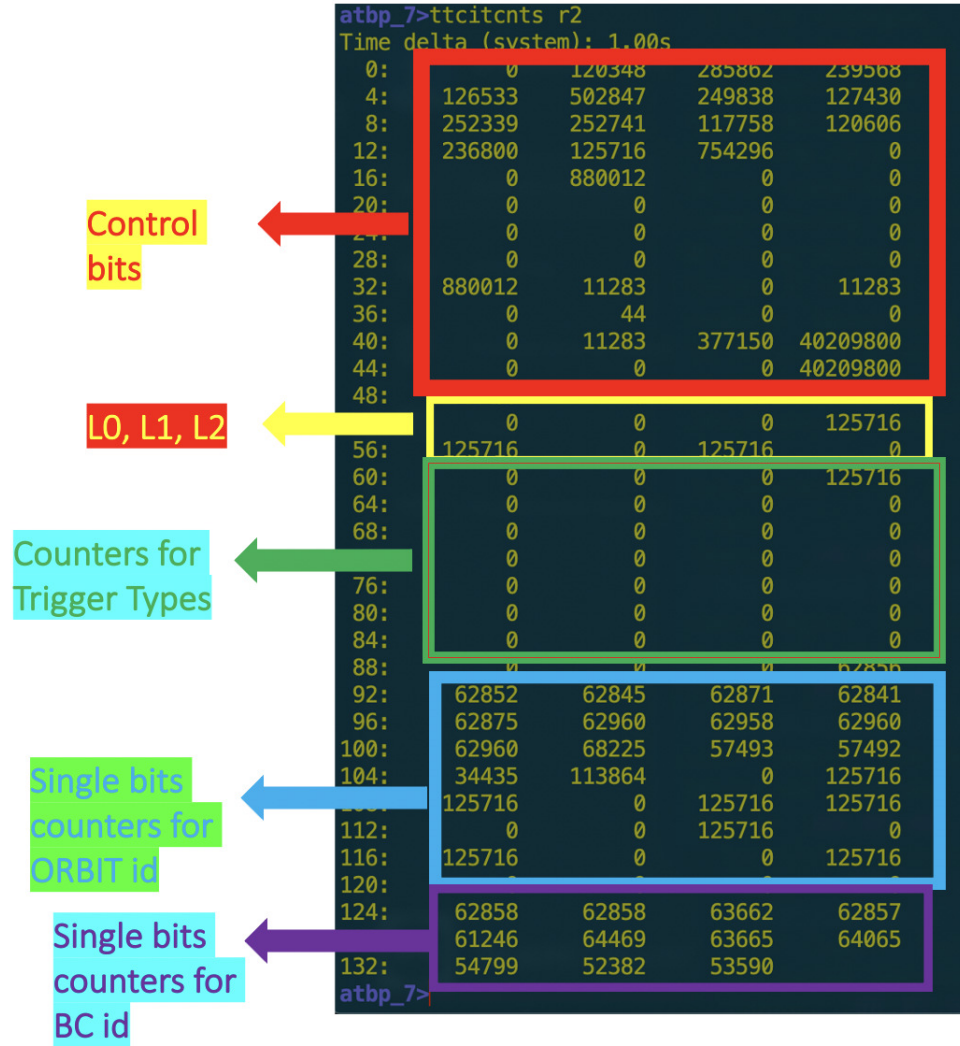 atbp_7>ttcitcnts r2
Time delta (system): 1.00s
0: 0 120348 285862 239568
4: 126533 502847 249838 127430
8: 252339 252741 117758 120606
12: 236800 125716 754296 0
16: 0 880012 0 0
20: 0 0 0 0
24: 0 0 0 0
28: 0 0 0 0
32: 880012 11283 0 11283
36: 0 44 0 0
40: 0 11283 377150 40209800
44: 0 0 0 40209800
48:
0 0 0 125716
56: 125716 0 125716 0
60: 0 0 0 125716
64: 0 0 0 0
68: 0 0 0 0
0 0 0 0
76: 0 0 0 0
80: 0 0 0 0
84: 0 0 0 0
88: 0 0 0 62856
92: 62852 62845 62871 62841
96: 62875 62960 62958 62960
100: 62960 68225 57493 57492
104: 34435 113864 0 125716
125716 0 125716 125716
112: 0 0 125716 0
116: 125716 0 0 125716
120:
124: 62858 62858 63662 62857
61246 64469 63665 64065
132: 54799 52382 53590
atbp_7>
Control
bits
L0, L1, L2
Counters for
Trigger Types
Single bits
counters for
ORBIT id
Single bits
counters for
BC id